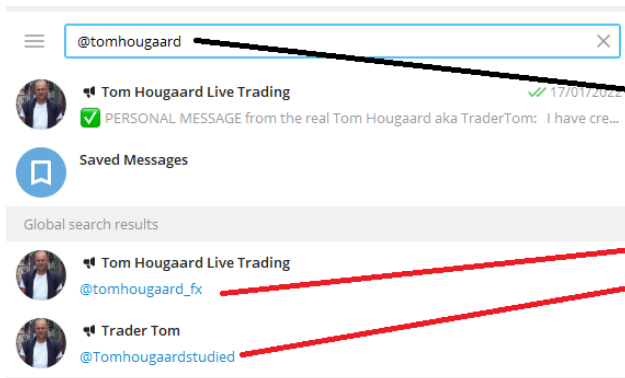 @tomhougaard
Tom Hougaard Live Trading 17/01/2022
PERSONAL MESSAGE from the real Tom Hougaard aka TraderTom: I have cre...
Saved Messages
Global search results
Tom Hougaard Live Trading
@tomhougaard_fx
Trader Tom
@Tomhougaardstudied